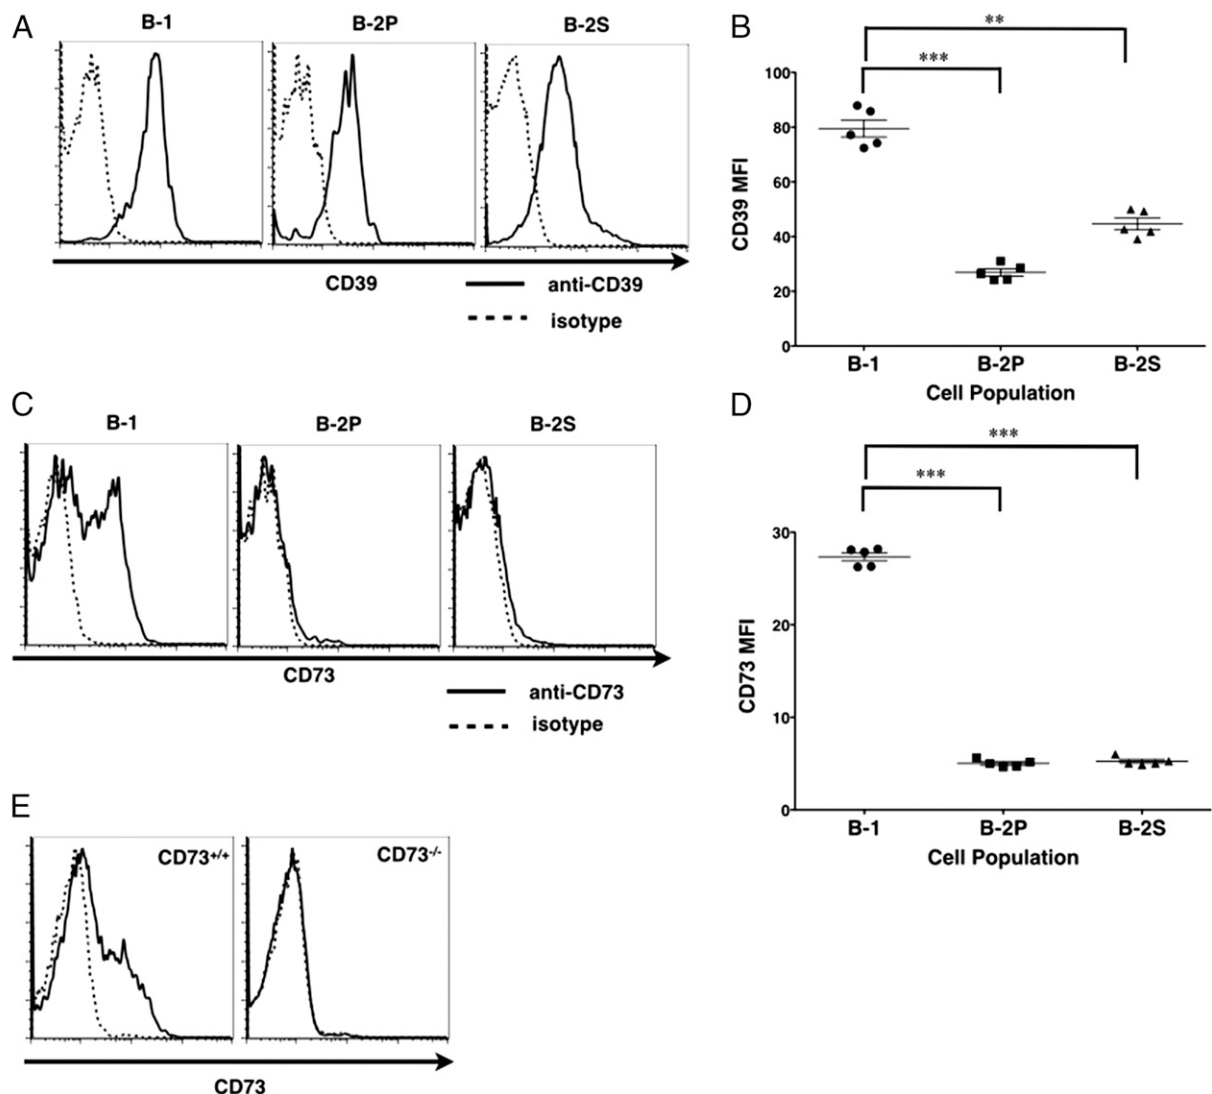 A
B-1 B-2P B-2S
CD39
anti-CD39
isotype
B
**
***
100
80
60
40
20
0
CD39 MFI
B-1 B-2P B-2S
Cell Population
C
B-1 B-2P B-2S
CD73
anti-CD73
isotype
D
***
***
30
20
10
0
CD73 MFI
B-1 B-2P B-2S
Cell Population
E
CD73+/+ CD73-/-
CD73